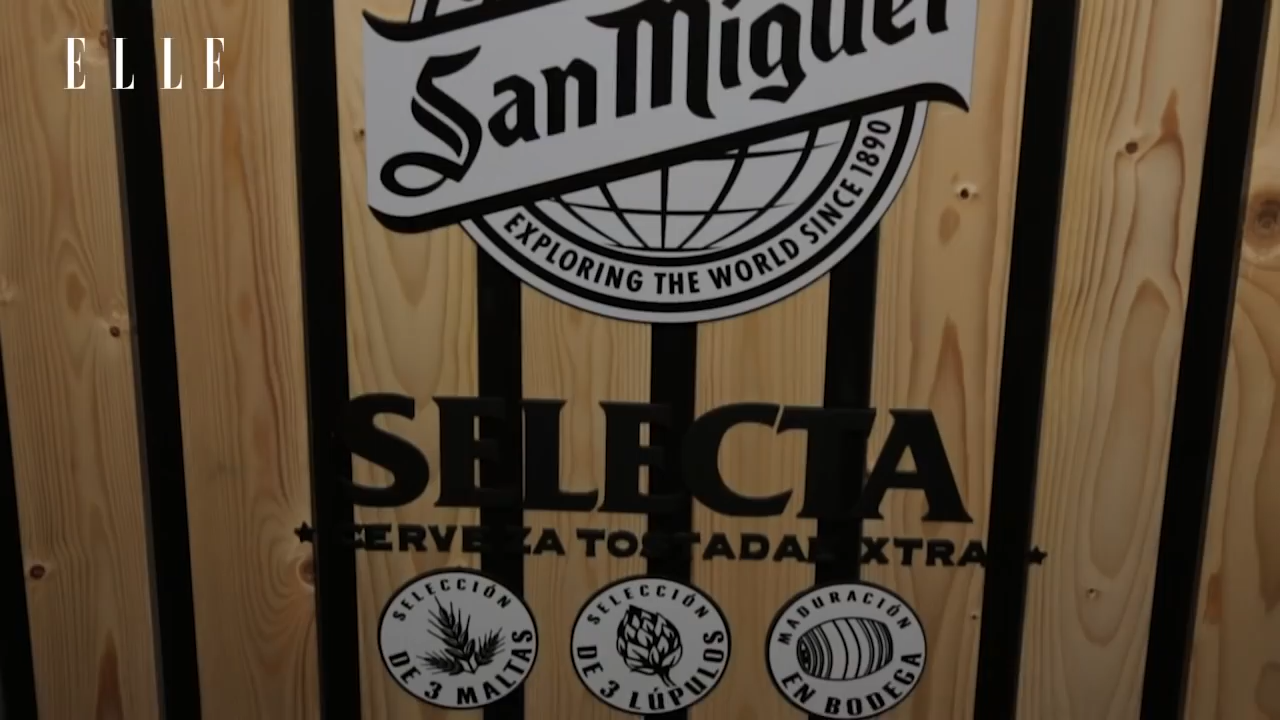 ELLE
San Miguel
EXPLORING THE WORLD SINCE 1890
SELECTA
CERVEZA TOSTADA EXTRA
SELECCIÓN
DE 3 MALTAS
SELECCIÓN
DE 3 LÚPULOS
MADURACIÓN
EN BODEGA